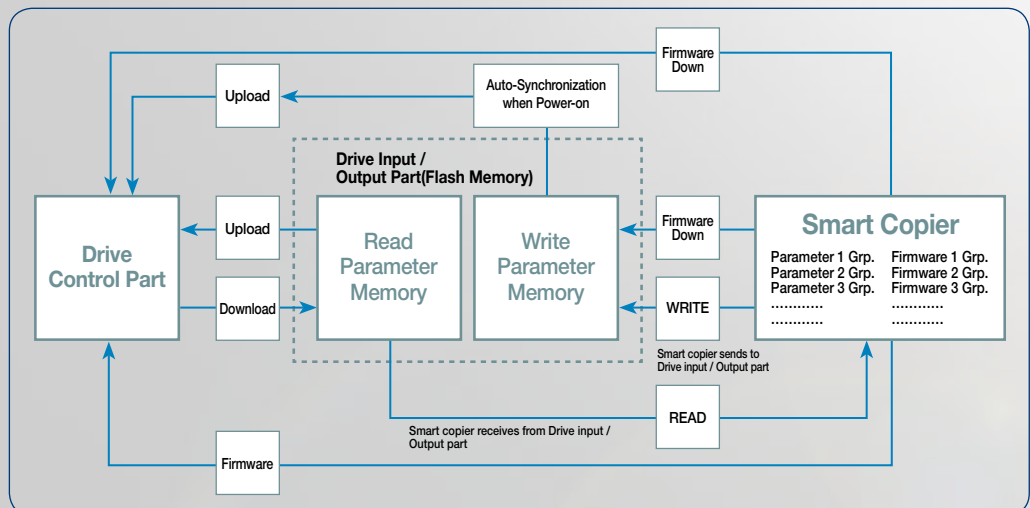 Firmware
Down
Upload
Auto-Synchronization
when Power-on
Drive Input /
Output Part(Flash Memory)
Drive
Control Part
Upload
Download
Read
Parameter
Memory
Write
Parameter
Memory
Firmware
Down
WRITE
Smart copier sends to
Drive input / Output part
Smart Copier
Parameter 1 Grp. Firmware 1 Grp.
Parameter 2 Grp. Firmware 2 Grp.
Parameter 3 Grp. Firmware 3 Grp.
............ ............
............ ............
READ
Smart copier receives from Drive input /
Output part
Firmware